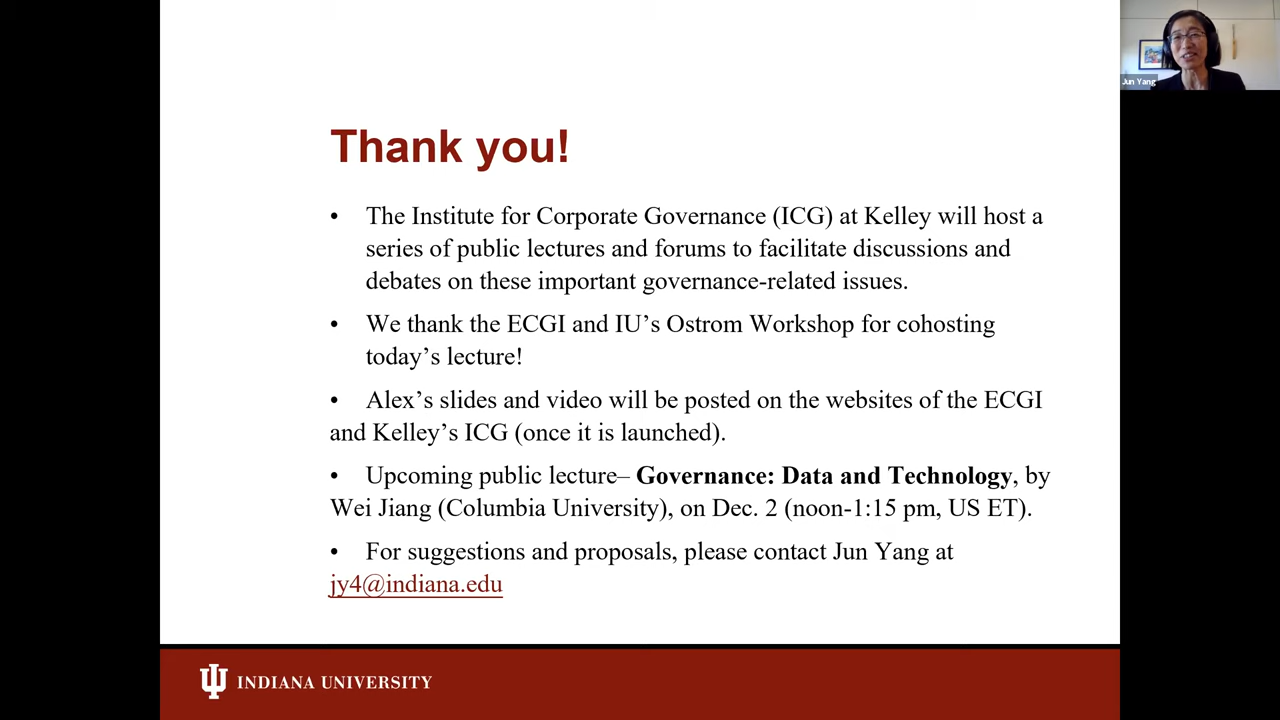 Jun Yang
Thank you!
• The Institute for Corporate Governance (ICG) at Kelley will host a
series of public lectures and forums to facilitate discussions and
debates on these important governance-related issues.
• We thank the ECGI and IU’s Ostrom Workshop for cohosting
today’s lecture!
• Alex’s slides and video will be posted on the websites of the ECGI
and Kelley’s ICG (once it is launched).
• Upcoming public lecture– Governance: Data and Technology, by
Wei Jiang (Columbia University), on Dec. 2 (noon-1:15 pm, US ET).
• For suggestions and proposals, please contact Jun Yang at
jy4@indiana.edu
INDIANA UNIVERSITY